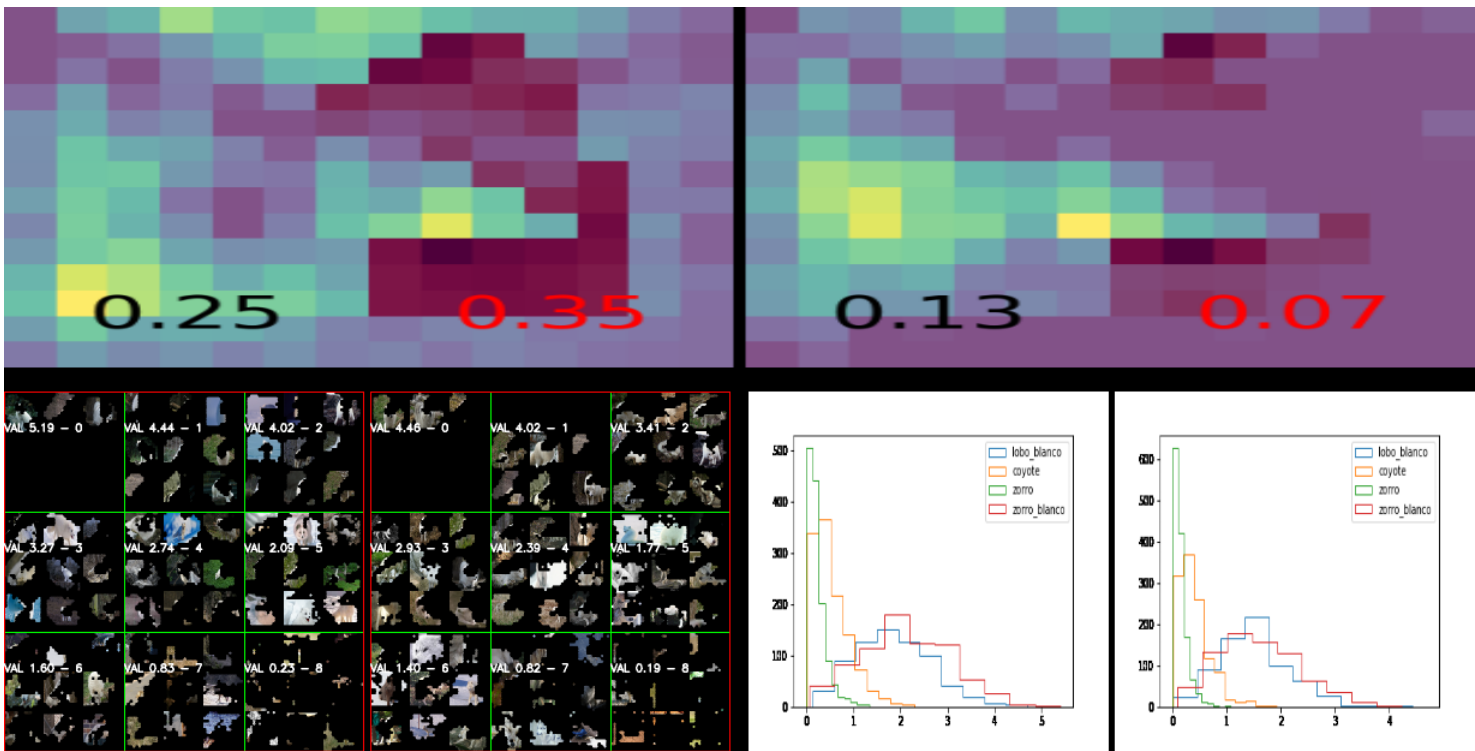 0.25 0.35
0.13 0.07
VAL 5.19 - 0
VAL 4.44 - 1
VAL 4.02 - 2
VAL 3.27 - 3
VAL 2.74 - 4
VAL 2.09 - 5
VAL 1.60 - 6
VAL 0.83 - 7
VAL 0.23 - 8
VAL 4.46 - 0
VAL 4.02 - 1
VAL 3.41 - 2
VAL 2.93 - 3
VAL 2.39 - 4
VAL 1.77 - 5
VAL 1.40 - 6
VAL 0.82 - 7
VAL 0.19 - 8
500
400
300
200
100
0
0 1 2 3 4 5
lobo_blanco
coyote
zorro
zorro_blanco
600
500
400
300
200
100
0
0 1 2 3 4
lobo_blanco
coyote
zorro
zorro_blanco